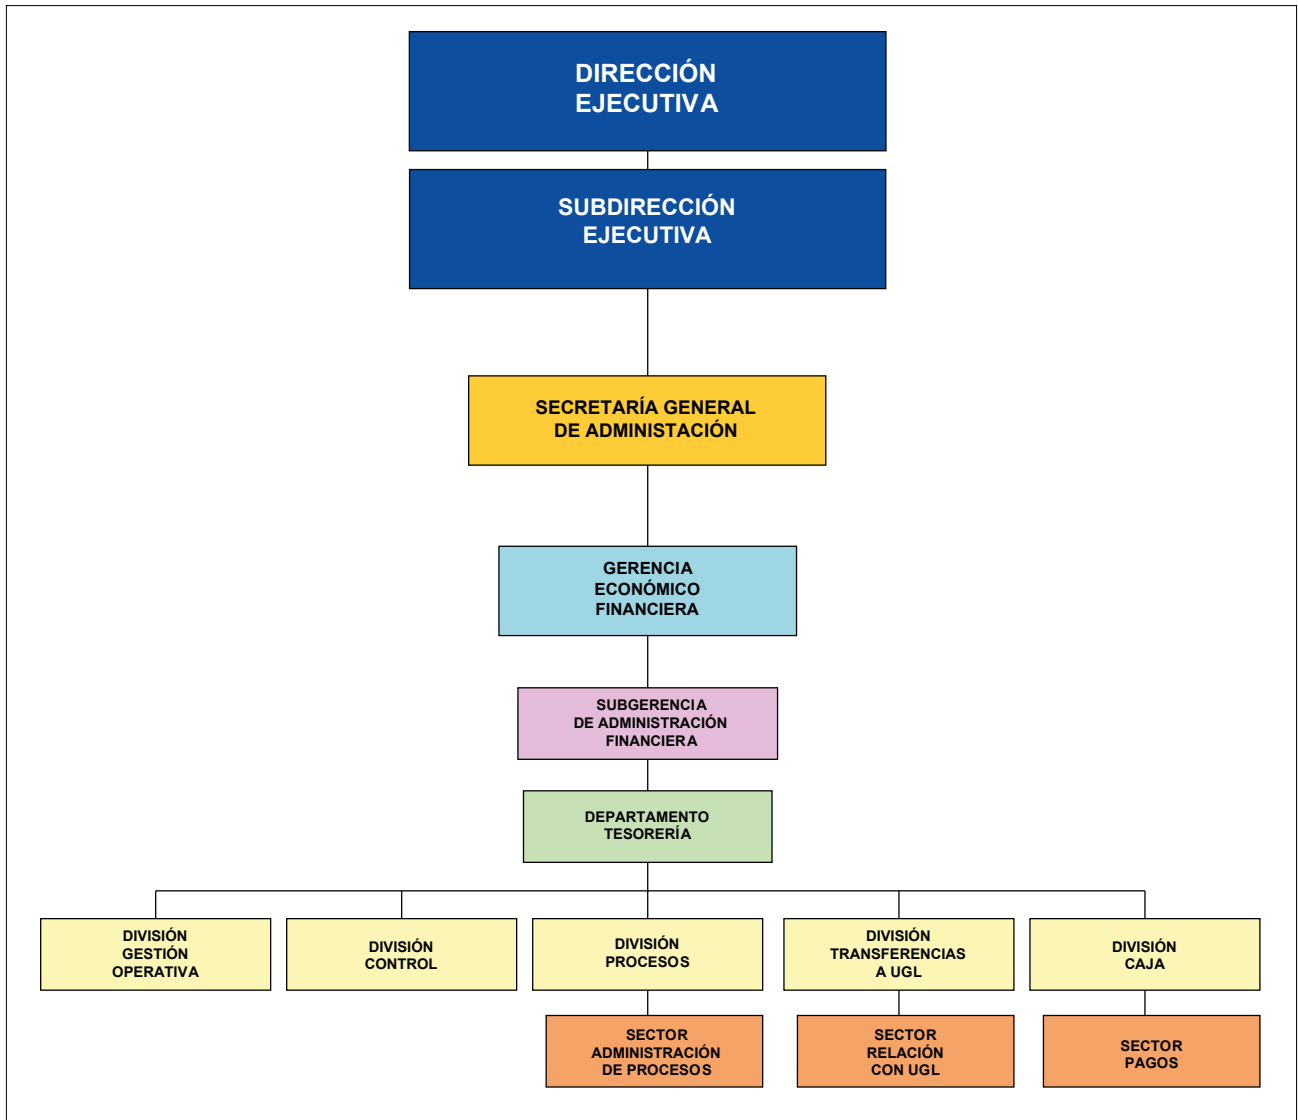 DIRECCIÓN
EJECUTIVA
SUBDIRECCIÓN
EJECUTIVA
SECRETARÍA GENERAL
DE ADMINISTACIÓN
GERENCIA
ECONÓMICO
FINANCIERA
SUBGERENCIA
DE ADMINISTRACIÓN
FINANCIERA
DEPARTAMENTO
TESORERÍA
DIVISIÓN
GESTIÓN
OPERATIVA
DIVISIÓN
CONTROL
DIVISIÓN
PROCESOS
DIVISIÓN
TRANSFERENCIAS
A UGL
DIVISIÓN
CAJA
SECTOR
ADMINISTRACIÓN
DE PROCESOS
SECTOR
RELACIÓN
CON UGL
SECTOR
PAGOS